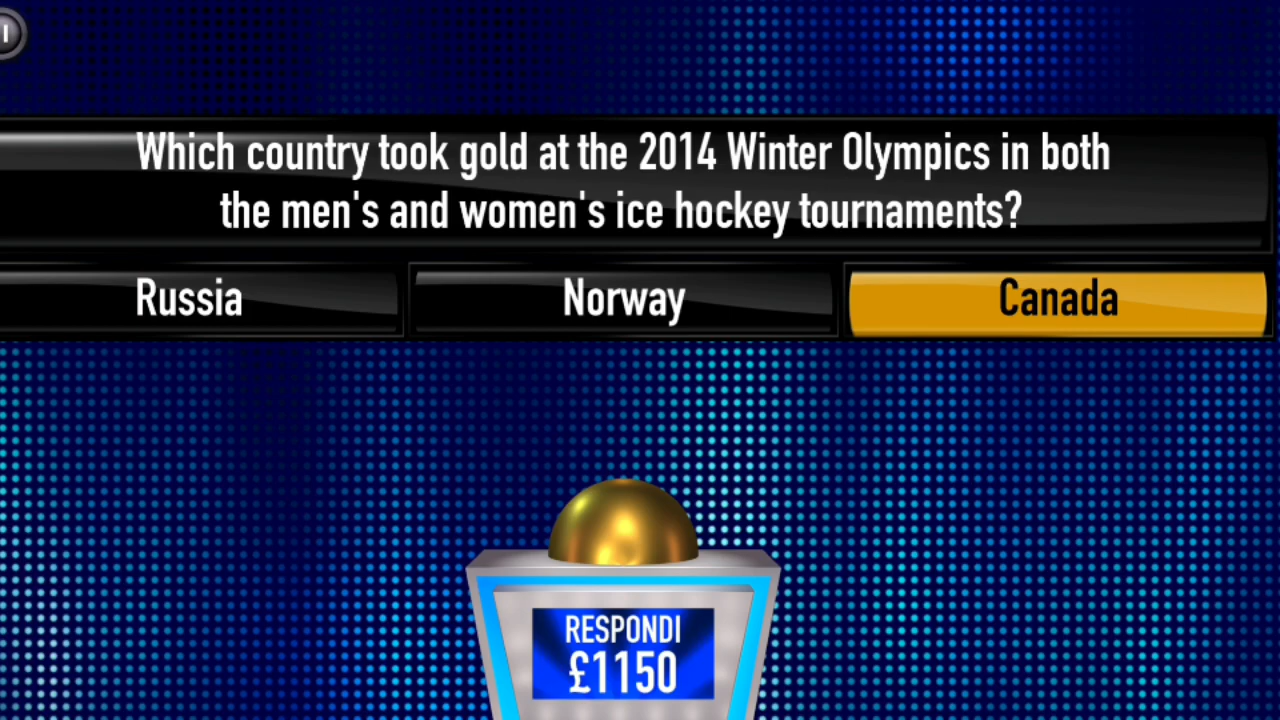 Which country took gold at the 2014 Winter Olympics in both
the men's and women's ice hockey tournaments?
Russia
Norway
Canada
RESPONDI
£1150